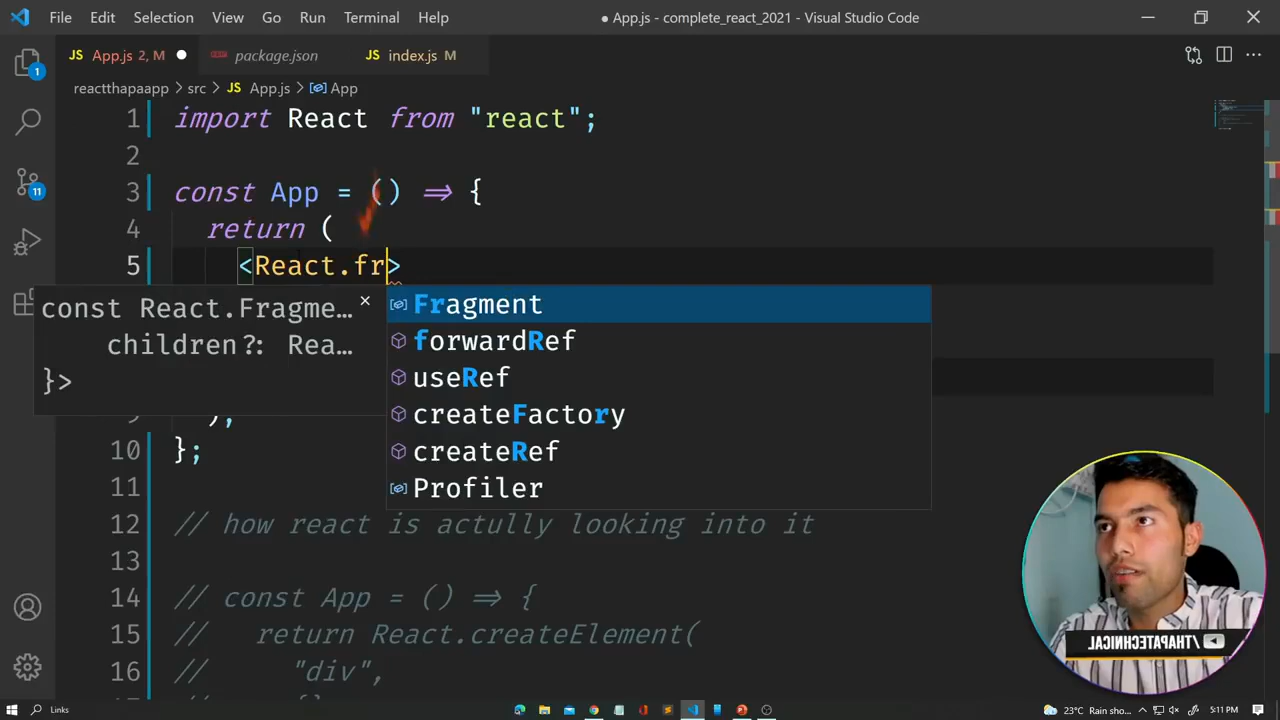 File Edit Selection View Go Run Terminal Help
● App.js - complete_react_2021 - Visual Studio Code
JS App.js 2, M ● package.json JS index.js M
reactthapaapp > src > JS App.js > App
1 import React from "react";
2
3 const App = () => {
4 return (
5 <React.fr>
const React.Fragme…
children?: Rea…
}>
Fragment
forwardRef
useRef
createFactory
createRef
Profiler
);
10 };
11
12 // how react is actully looking into it
13
14 // const App = () => {
15 // return React.createElement(
16 // "div",
1
11
/THAPATECHNICAL
Links
23°C Rain sho... 5:11 PM